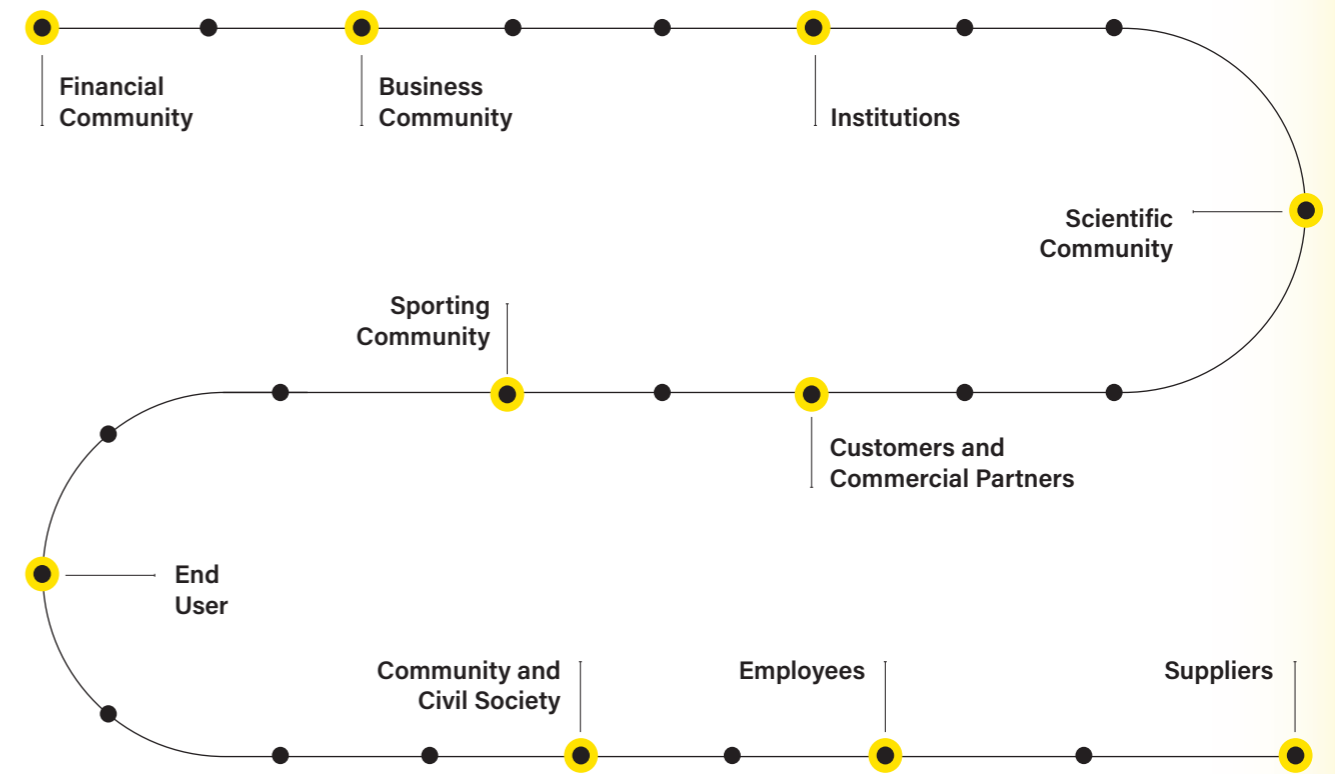 Financial
Community
Business
Community
Institutions
Scientific
Community
Sporting
Community
Customers and
Commercial Partners
End
User
Community and
Civil Society
Employees
Suppliers